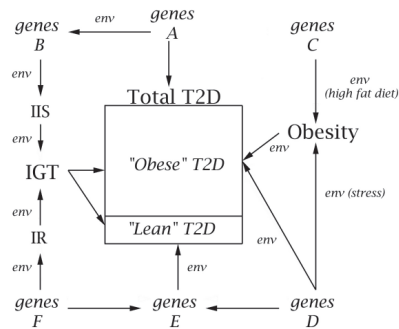 genes
B
env
genes
A
genes
C
env
IIS
env
IGT
env
IR
env
genes
F
Total T2D
"Obese" T2D
"Lean" T2D
env
(high fat diet)
Obesity
env
env (stress)
env
env
genes
E
genes
D